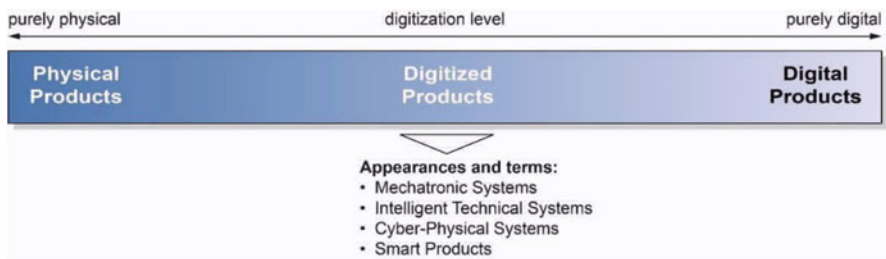 purely physical digitization level purely digital
Physical Products
Digitized Products
Digital Products
Appearances and terms:
• Mechatronic Systems
• Intelligent Technical Systems
• Cyber-Physical Systems
• Smart Products